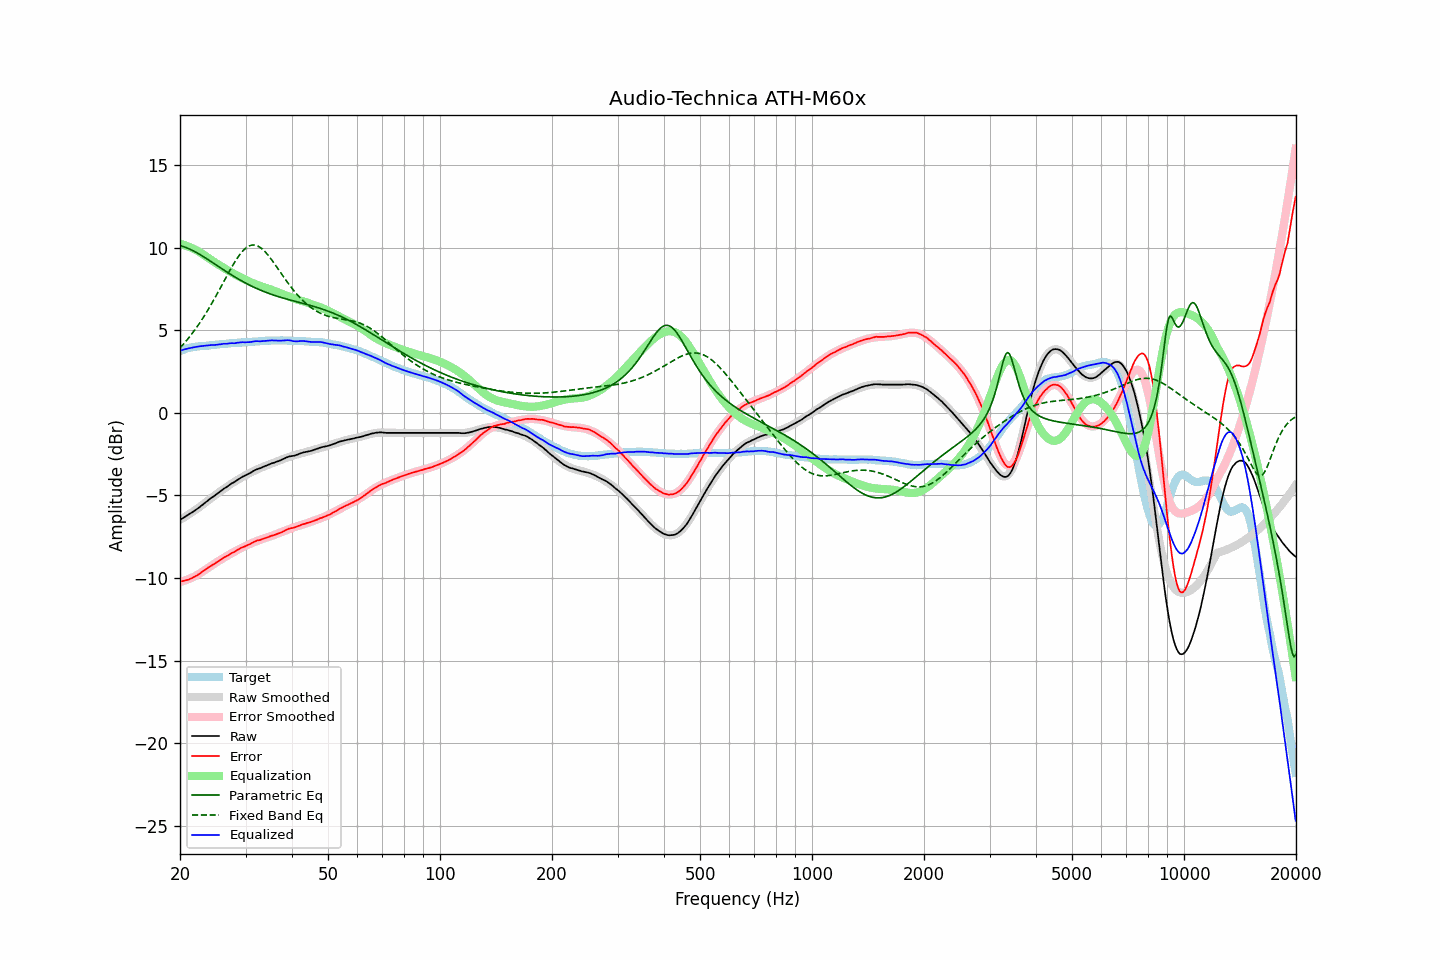 Audio-Technica ATH-M60x
Amplitude (dBr)
15
10
5
0
−5
−10
−15
−20
−25
Target
Raw Smoothed
Error Smoothed
Raw
Error
Equalization
Parametric Eq
Fixed Band Eq
Equalized
20 50 100 200 500 1000 2000 5000 10000 20000
Frequency (Hz)